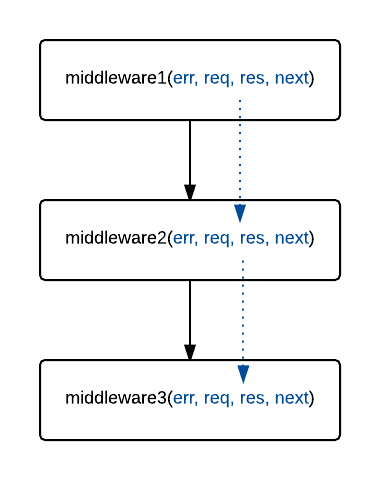 middleware1(err, req, res, next)
middleware2(err, req, res, next)
middleware3(err, req, res, next)